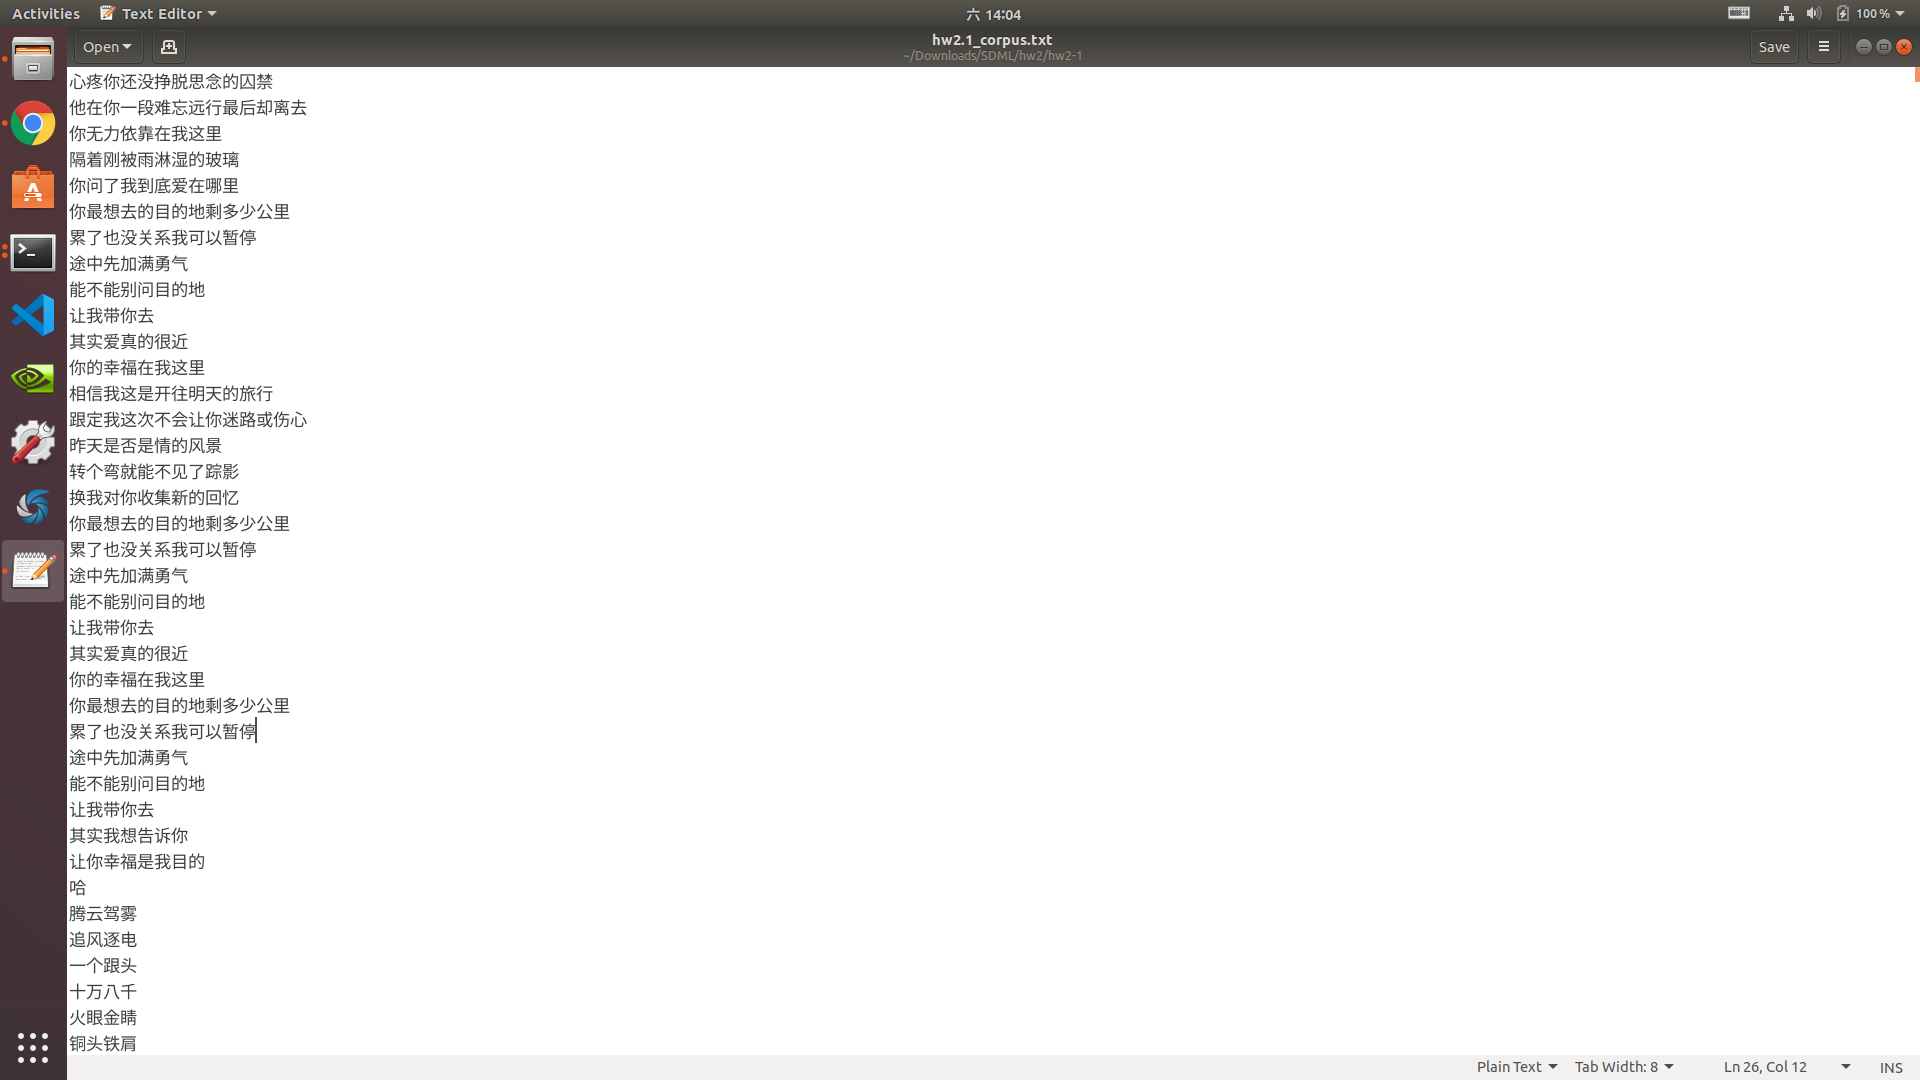 Activities Text Editor 六 14:04 100 %
Open hw2.1_corpus.txt Save
~/Downloads/SDML/hw2/hw2-1
心疼你还没挣脱思念的囚禁
他在你一段难忘远行最后却离去
你无力依靠在我这里
隔着刚被雨淋湿的玻璃
你问了我到底爱在哪里
你最想去的目的地剩多少公里
累了也没关系我可以暂停
途中先加满勇气
能不能别问目的地
让我带你去
其实爱真的很近
你的幸福在我这里
相信我这是开往明天的旅行
跟定我这次不会让你迷路或伤心
昨天是否是情的风景
转个弯就能不见了踪影
换我对你收集新的回忆
你最想去的目的地剩多少公里
累了也没关系我可以暂停
途中先加满勇气
能不能别问目的地
让我带你去
其实爱真的很近
你的幸福在我这里
你最想去的目的地剩多少公里
累了也没关系我可以暂停
途中先加满勇气
能不能别问目的地
让我带你去
其实我想告诉你
让你幸福是我目的
哈
腾云驾雾
追风逐电
一个跟头
十万八千
火眼金睛
铜头铁肩
Plain Text Tab Width: 8 Ln 26, Col 12 INS